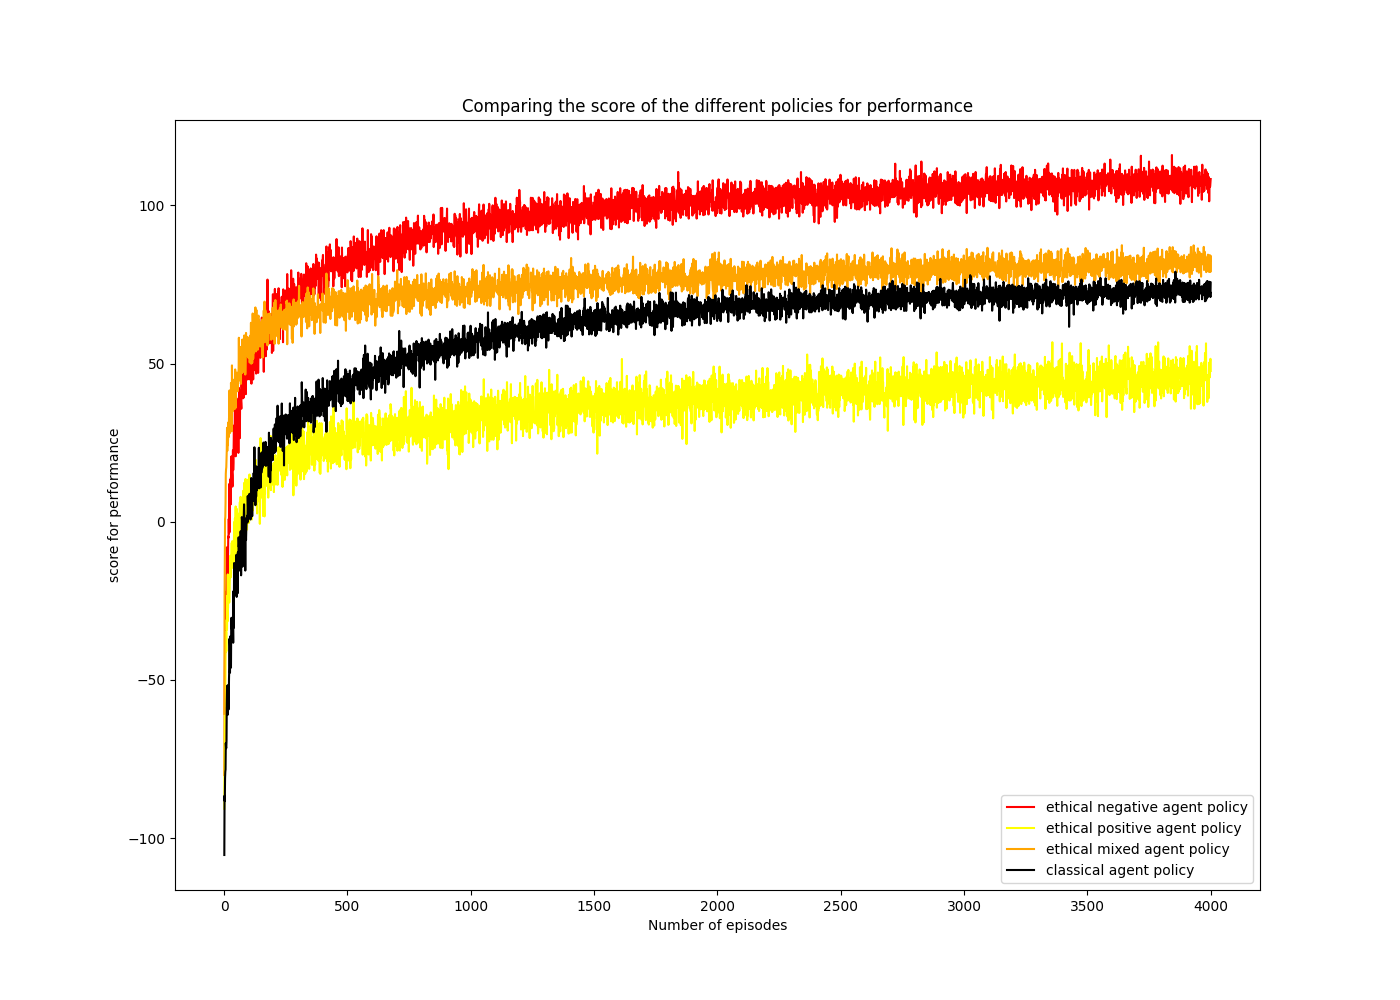 Comparing the score of the different policies for performance
score for performance
100
50
0
−50
−100
0
500
1000
1500
2000
2500
3000
3500
4000
Number of episodes
ethical negative agent policy
ethical positive agent policy
ethical mixed agent policy
classical agent policy